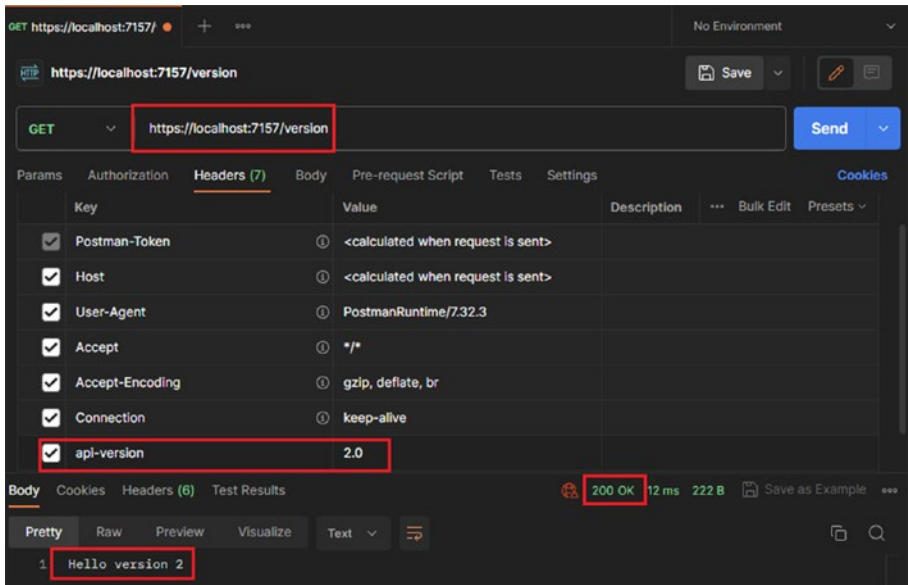 GET https://localhost:7157/ No Environment
HTTP https://localhost:7157/version Save
GET https://localhost:7157/version Send
Params Authorization Headers (7) Body Pre-request Script Tests Settings Cookies
Key Value Description Bulk Edit Presets
Postman-Token <calculated when request is sent>
Host <calculated when request is sent>
User-Agent PostmanRuntime/7.32.3
Accept */*
Accept-Encoding gzip, deflate, br
Connection keep-alive
api-version 2.0
Body Cookies Headers (6) Test Results 200 OK 12 ms 222 B Save as Example
Pretty Raw Preview Visualize Text
1 Hello version 2